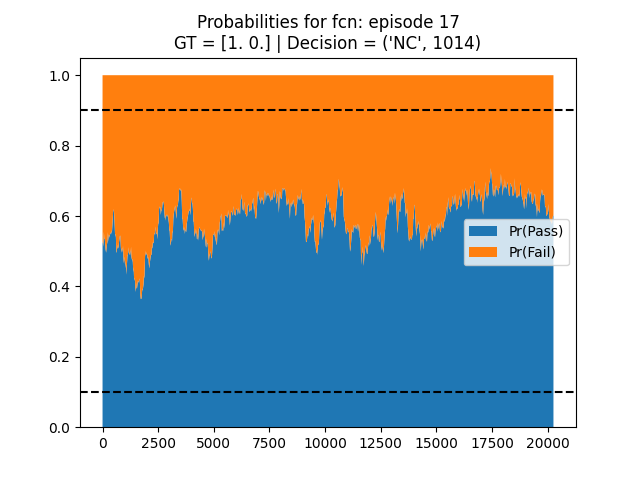 Probabilities for fcn: episode 17
GT = [1. 0.] | Decision = ('NC', 1014)
1.0
0.8
0.6
0.4
0.2
0.0
Pr(Pass)
Pr(Fail)
0 2500 5000 7500 10000 12500 15000 17500 20000